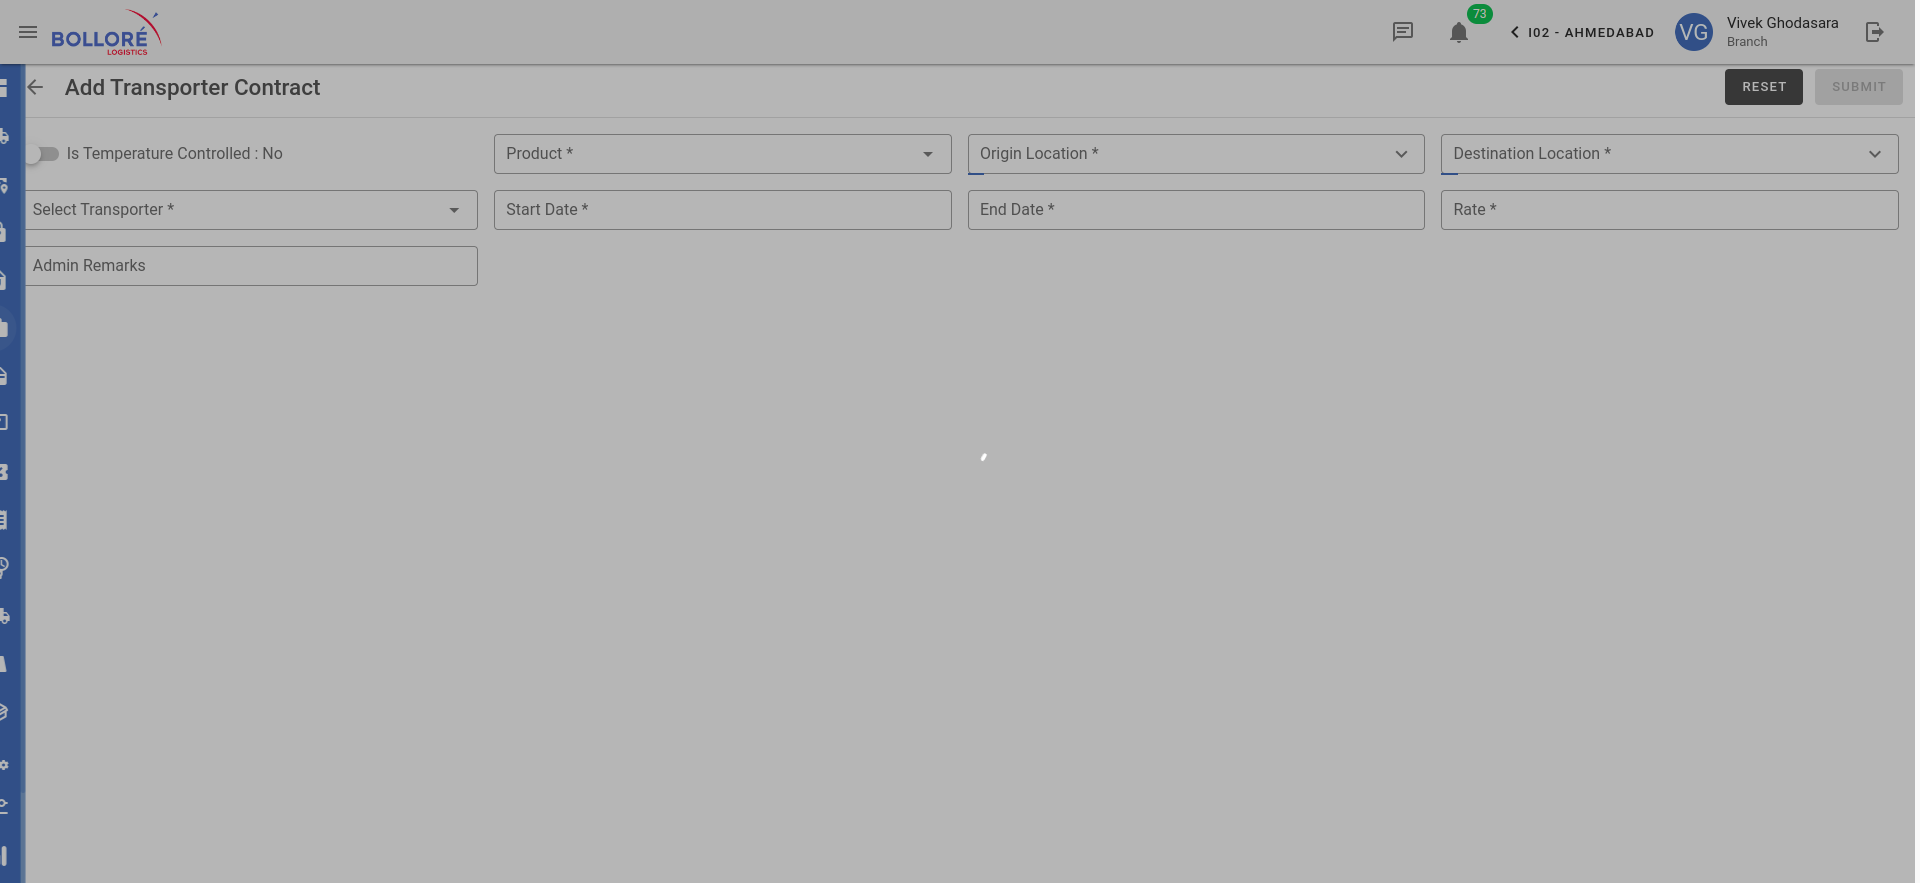 BOLLORÉ
LOGISTICS
73
I02 - AHMEDABAD
VG
Vivek Ghodasara
Branch
Add Transporter Contract
RESET
SUBMIT
Is Temperature Controlled : No
Product *
Origin Location *
Destination Location *
Select Transporter *
Start Date *
End Date *
Rate *
Admin Remarks